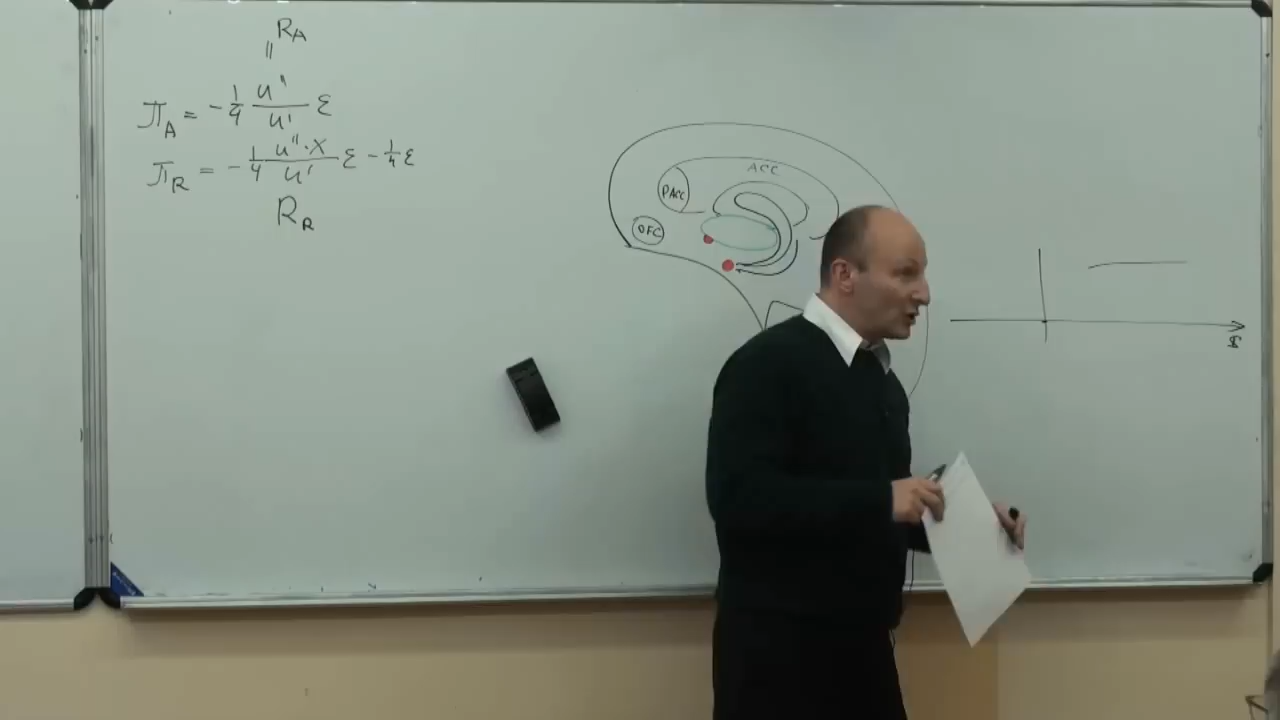 R_A
||
π_A = - 1/4 u''/u' ε
π_R = - 1/4 u''·x/u' ε - 1/4 ε
R_R
ACC
PACC
OFC